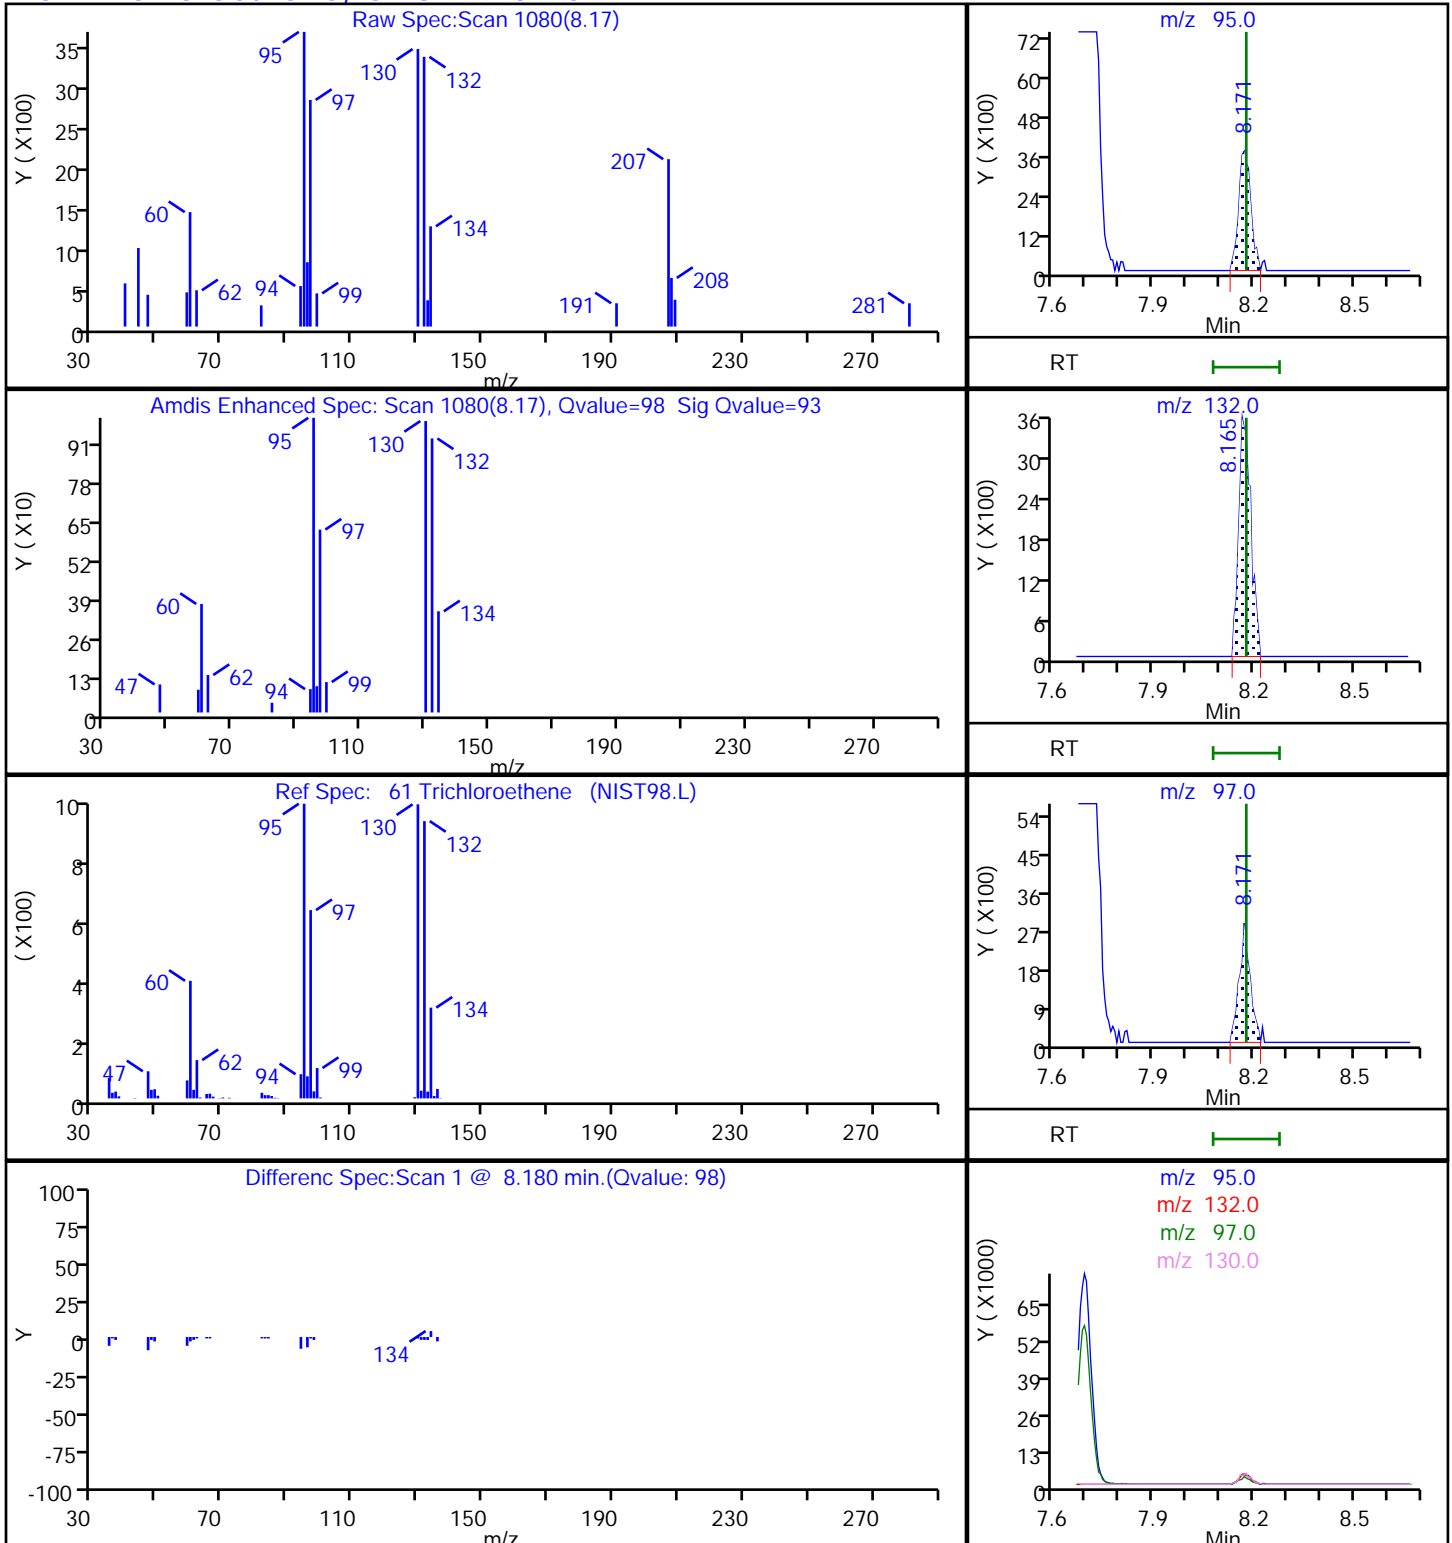 Raw Spec:Scan 1080(8.17)
Y ( X100)
35
30
25
20
15
10
5
0
95
130
132
97
207
60
134
94
62
99
208
191
281
30 70 110 150 190 230 270
m/z
m/z 95.0
Y ( X100)
72
60
48
36
24
12
0
8.171
7.6 7.9 8.2 8.5
Min
RT
Amdis Enhanced Spec: Scan 1080(8.17), Qvalue=98 Sig Qvalue=93
Y ( X10)
91
78
65
52
39
26
13
0
95
130
132
97
60
134
47
62
94
99
30 70 110 150 190 230 270
m/z
m/z 132.0
Y ( X100)
36
30
24
18
12
6
0
8.165
7.6 7.9 8.2 8.5
Min
RT
Ref Spec: 61 Trichloroethene (NIST98.L)
( X100)
10
8
6
4
2
0
95
130
132
97
60
134
47
62
94
99
30 70 110 150 190 230 270
m/z 97.0
Y ( X100)
54
45
36
27
18
9
0
8.171
7.6 7.9 8.2 8.5
Min
RT
Differenc Spec:Scan 1 @ 8.180 min.(Qvalue: 98)
Y
100
75
50
25
0
-25
-50
-75
-100
134
30 70 110 150 190 230 270
m/z
m/z 95.0
m/z 132.0
m/z 97.0
m/z 130.0
Y ( X1000)
65
52
39
26
13
0
7.6 7.9 8.2 8.5
Min